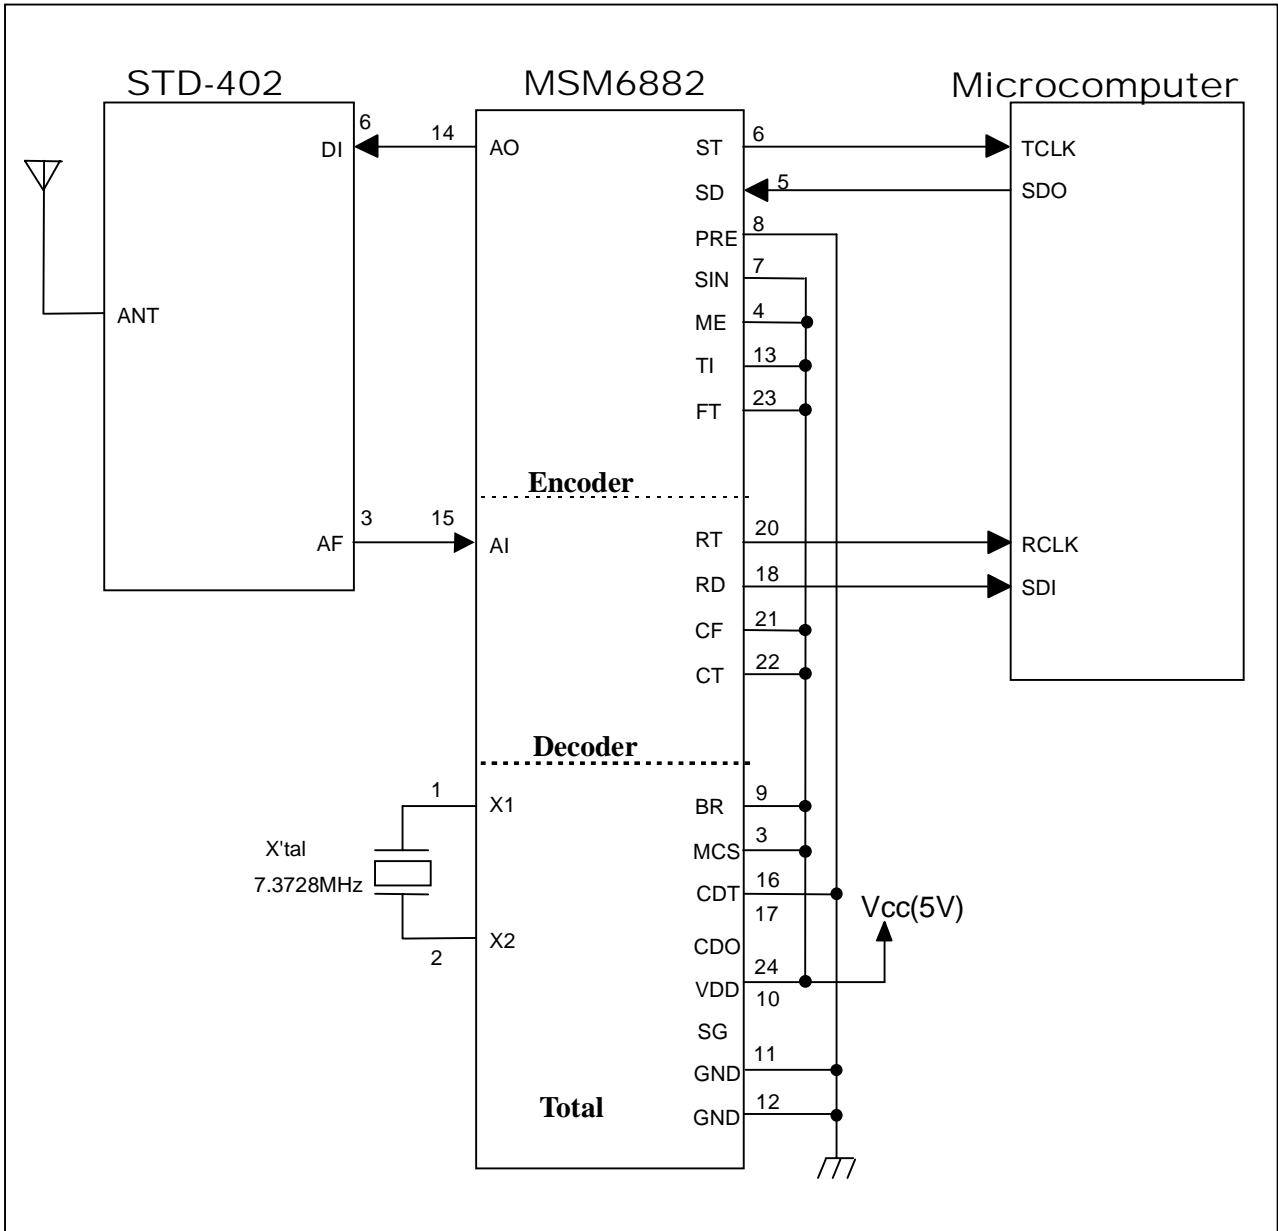 STD-402
MSM6882
Microcomputer
DI
6
14
AO
ST
6
TCLK
SD
5
SDO
PRE
8
SIN
7
ME
4
TI
13
FT
23
ANT
Encoder
AF
3
15
AI
RT
20
RCLK
RD
18
SDI
CF
21
CT
22
Decoder
1
X1
BR
9
X'tal
7.3728MHz
MCS
3
CDT
16
17
Vcc(5V)
2
X2
CDO
24
VDD
10
SG
11
GND
Total
12
GND